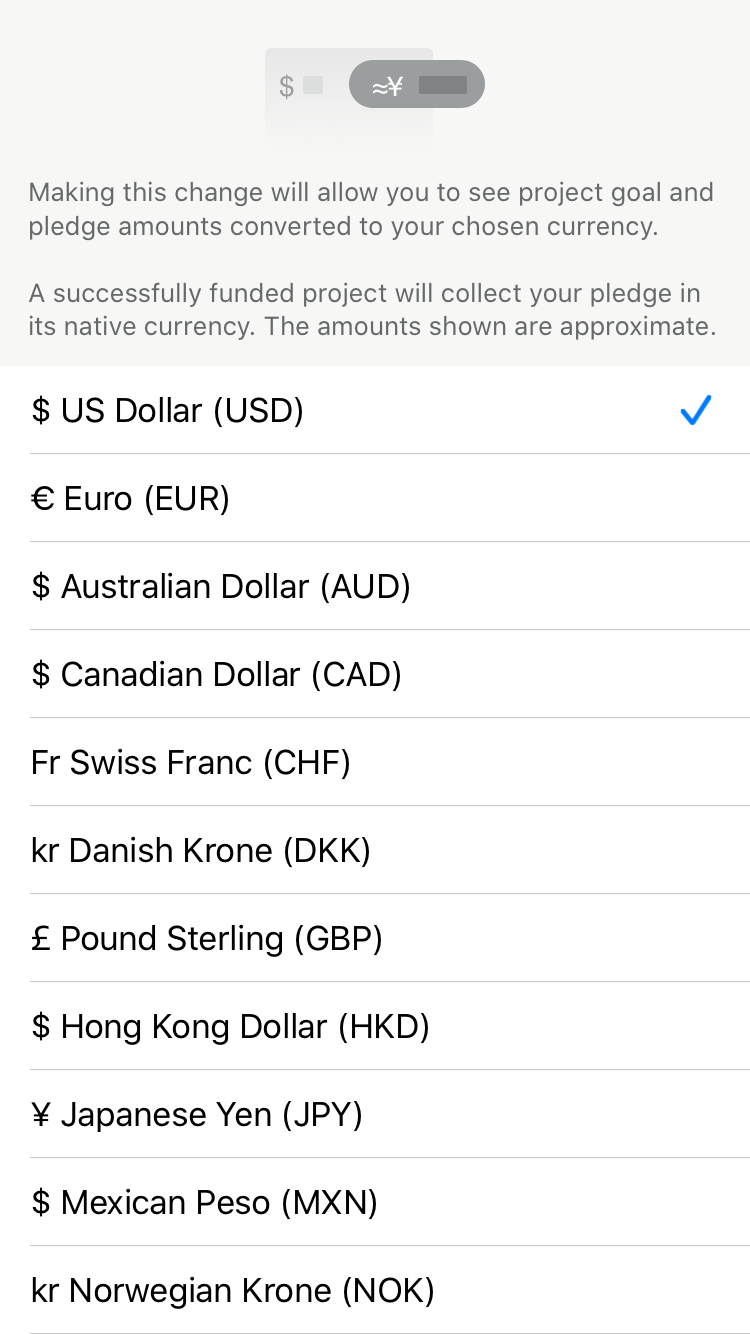 $ ≈¥
Making this change will allow you to see project goal and
pledge amounts converted to your chosen currency.
A successfully funded project will collect your pledge in
its native currency. The amounts shown are approximate.
$ US Dollar (USD)
€ Euro (EUR)
$ Australian Dollar (AUD)
$ Canadian Dollar (CAD)
Fr Swiss Franc (CHF)
kr Danish Krone (DKK)
£ Pound Sterling (GBP)
$ Hong Kong Dollar (HKD)
¥ Japanese Yen (JPY)
$ Mexican Peso (MXN)
kr Norwegian Krone (NOK)